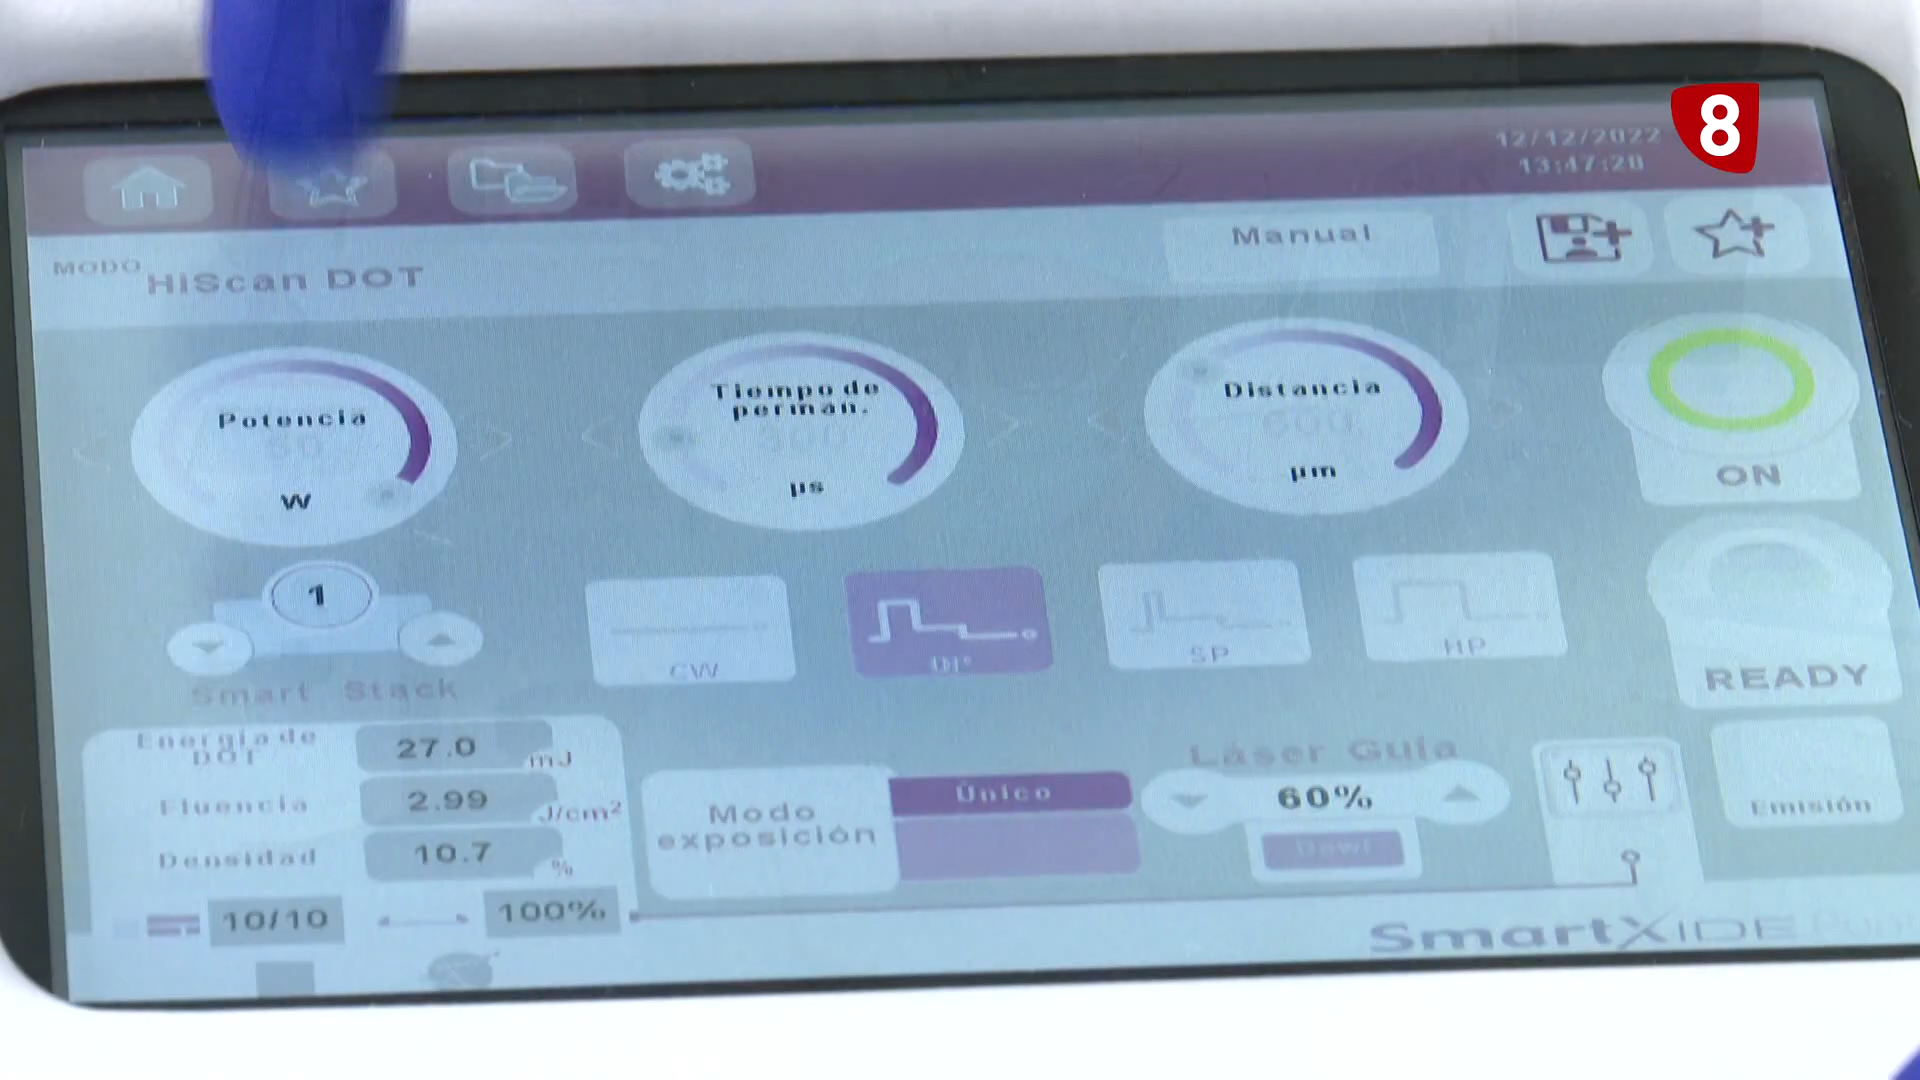 8
12/12/2022
13:47:28
MODO HiScan DOT
Manual
Potencia
W
Tiempo de
perman.
300
µs
Distancia
600
µm
ON
1
Smart Stack
CW
DP
SP
HP
READY
Energía de
DOT
27.0 mJ
Fluencia 2.99 J/cm²
Densidad 10.7 %
10/10
100%
Modo
exposición
Único
Láser Guía
60%
Emisión
SmartXIDE